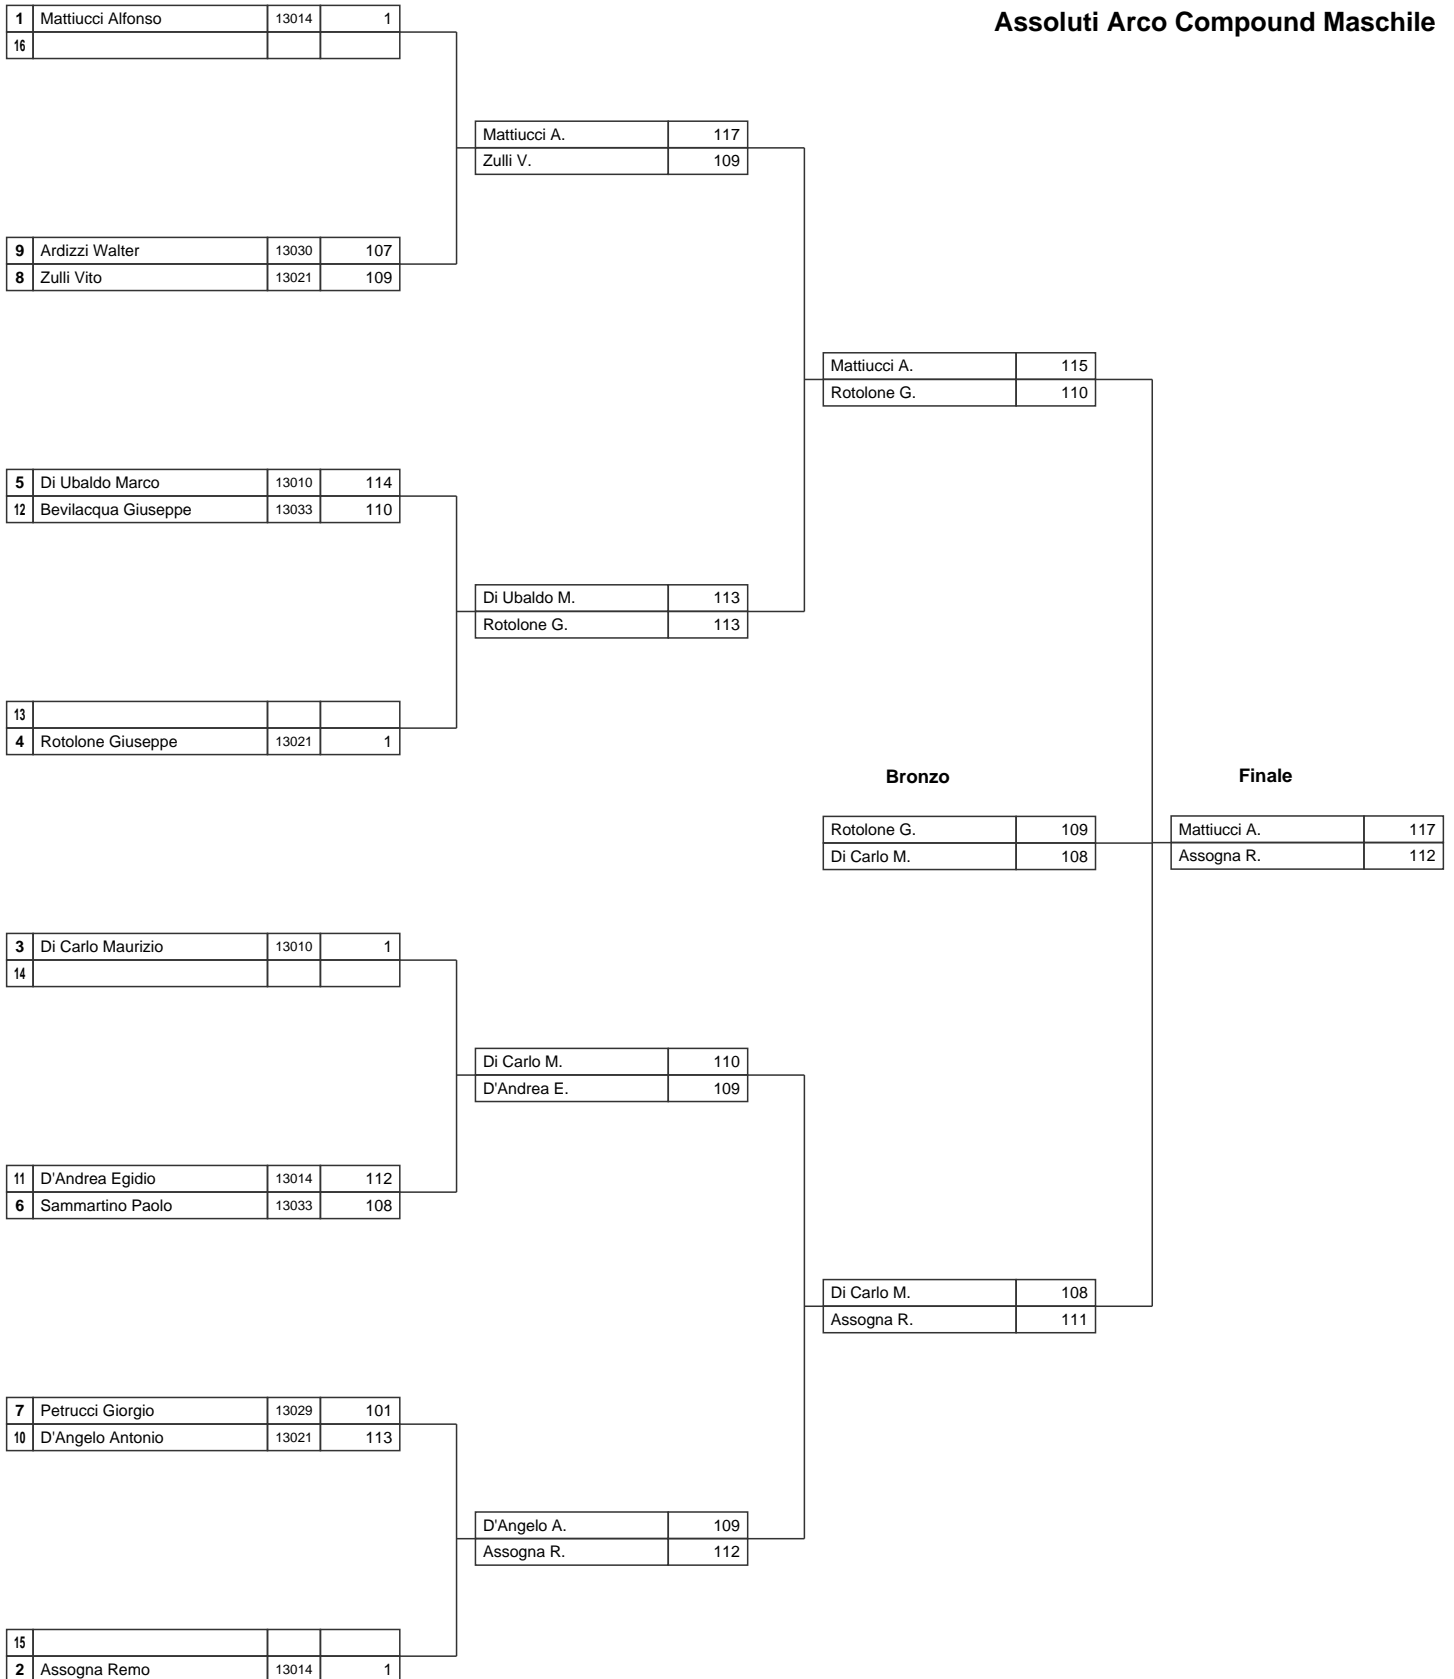 Assoluti Arco Compound Maschile
1 Mattiucci Alfonso 13014 1
16
Mattiucci A. 117
Zulli V. 109
9 Ardizzi Walter 13030 107
8 Zulli Vito 13021 109
Mattiucci A. 115
Rotolone G. 110
5 Di Ubaldo Marco 13010 114
12 Bevilacqua Giuseppe 13033 110
Di Ubaldo M. 113
Rotolone G. 113
13
4 Rotolone Giuseppe 13021 1
Bronzo Finale
Rotolone G. 109 Mattiucci A. 117
Di Carlo M. 108 Assogna R. 112
3 Di Carlo Maurizio 13010 1
14
Di Carlo M. 110
D'Andrea E. 109
11 D'Andrea Egidio 13014 112
6 Sammartino Paolo 13033 108
Di Carlo M. 108
Assogna R. 111
7 Petrucci Giorgio 13029 101
10 D'Angelo Antonio 13021 113
D'Angelo A. 109
Assogna R. 112
15
2 Assogna Remo 13014 1